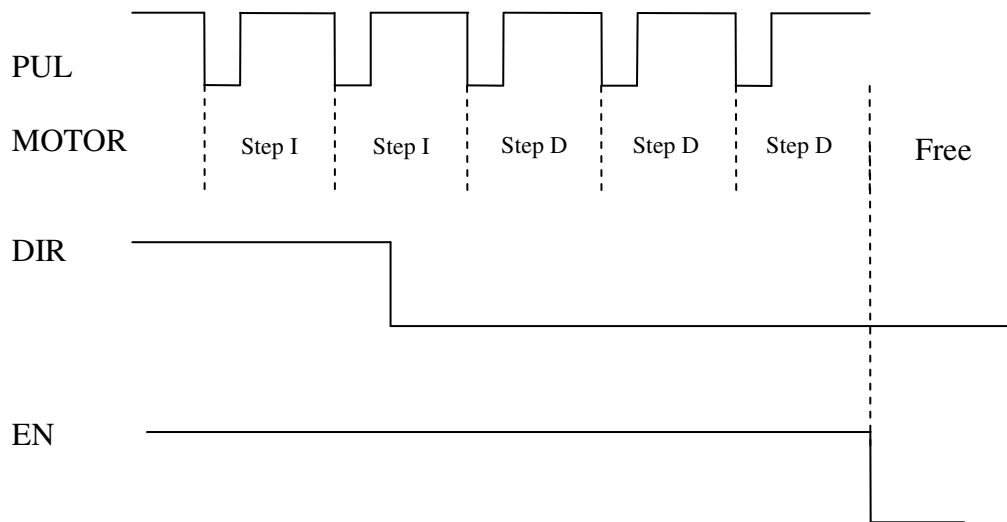 PUL
MOTOR Step I Step I Step D Step D Step D Free
DIR
EN